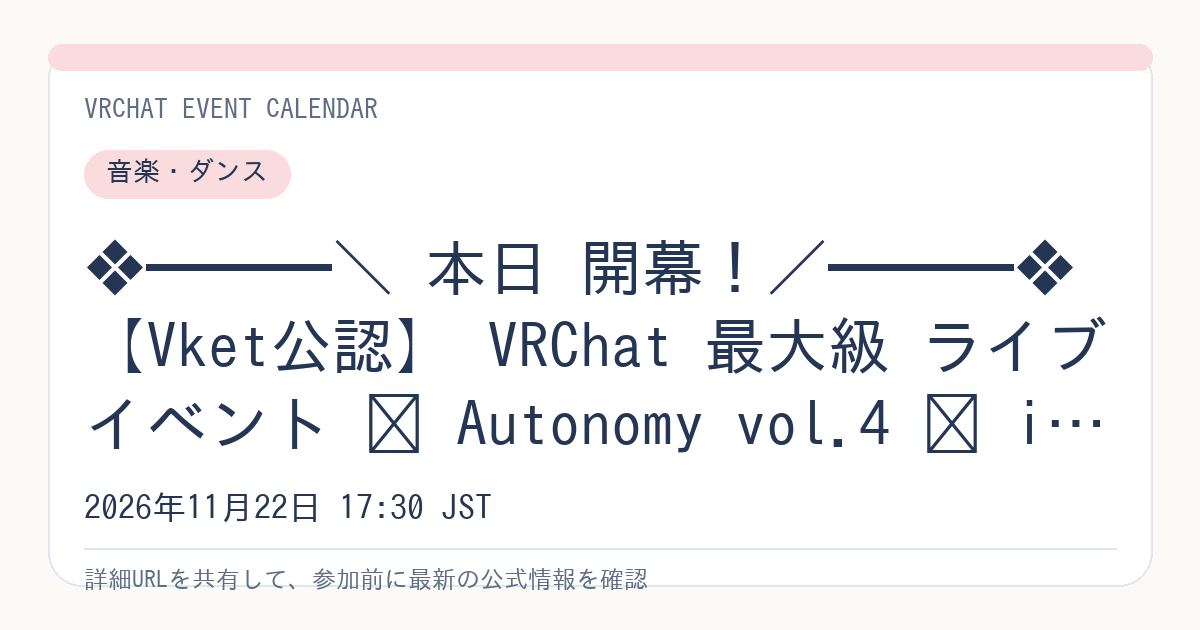 VRCHAT EVENT CALENDAR
音楽・ダンス
❖━━━━━━＼ 本日 開幕！／━━━━━━❖
【Vket公認】 VRChat 最大級 ライブ
イベント Autonomy vol.4 i…
2026年11月22日 17:30 JST
詳細URLを共有して、参加前に最新の公式情報を確認